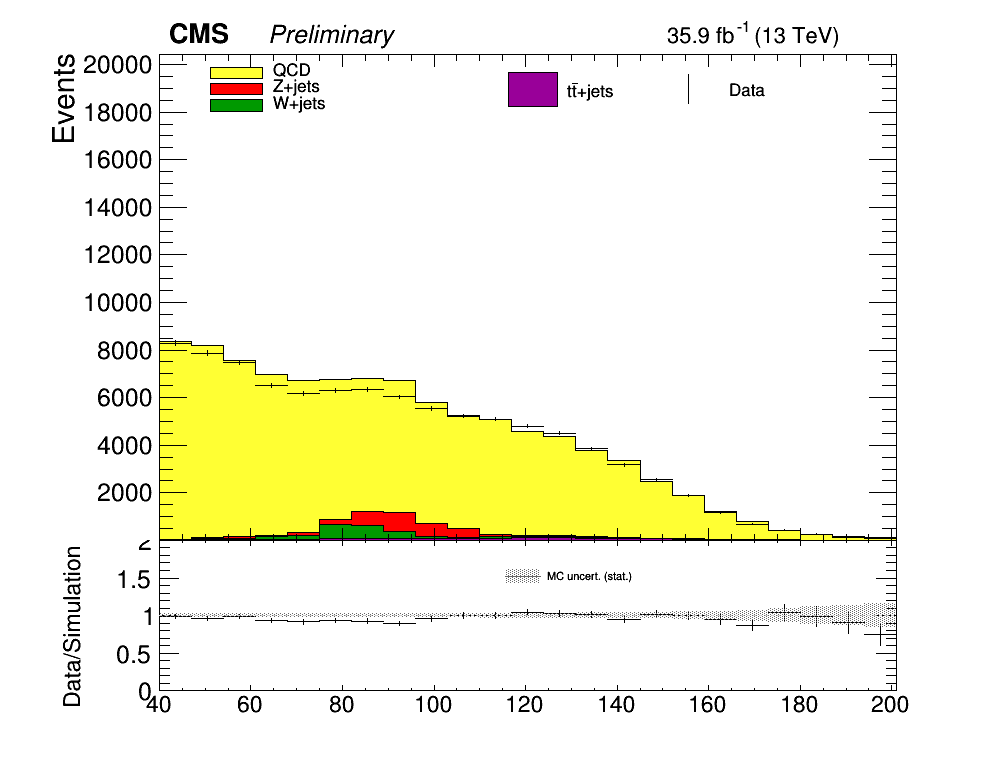 CMS Preliminary 35.9 fb-1 (13 TeV)
Events
20000
18000
16000
14000
12000
10000
8000
6000
4000
2000
QCD
Z+jets
W+jets
tt̄+jets
Data
Data/Simulation
2
1.5
1
0.5
0
MC uncert. (stat.)
40 60 80 100 120 140 160 180 200